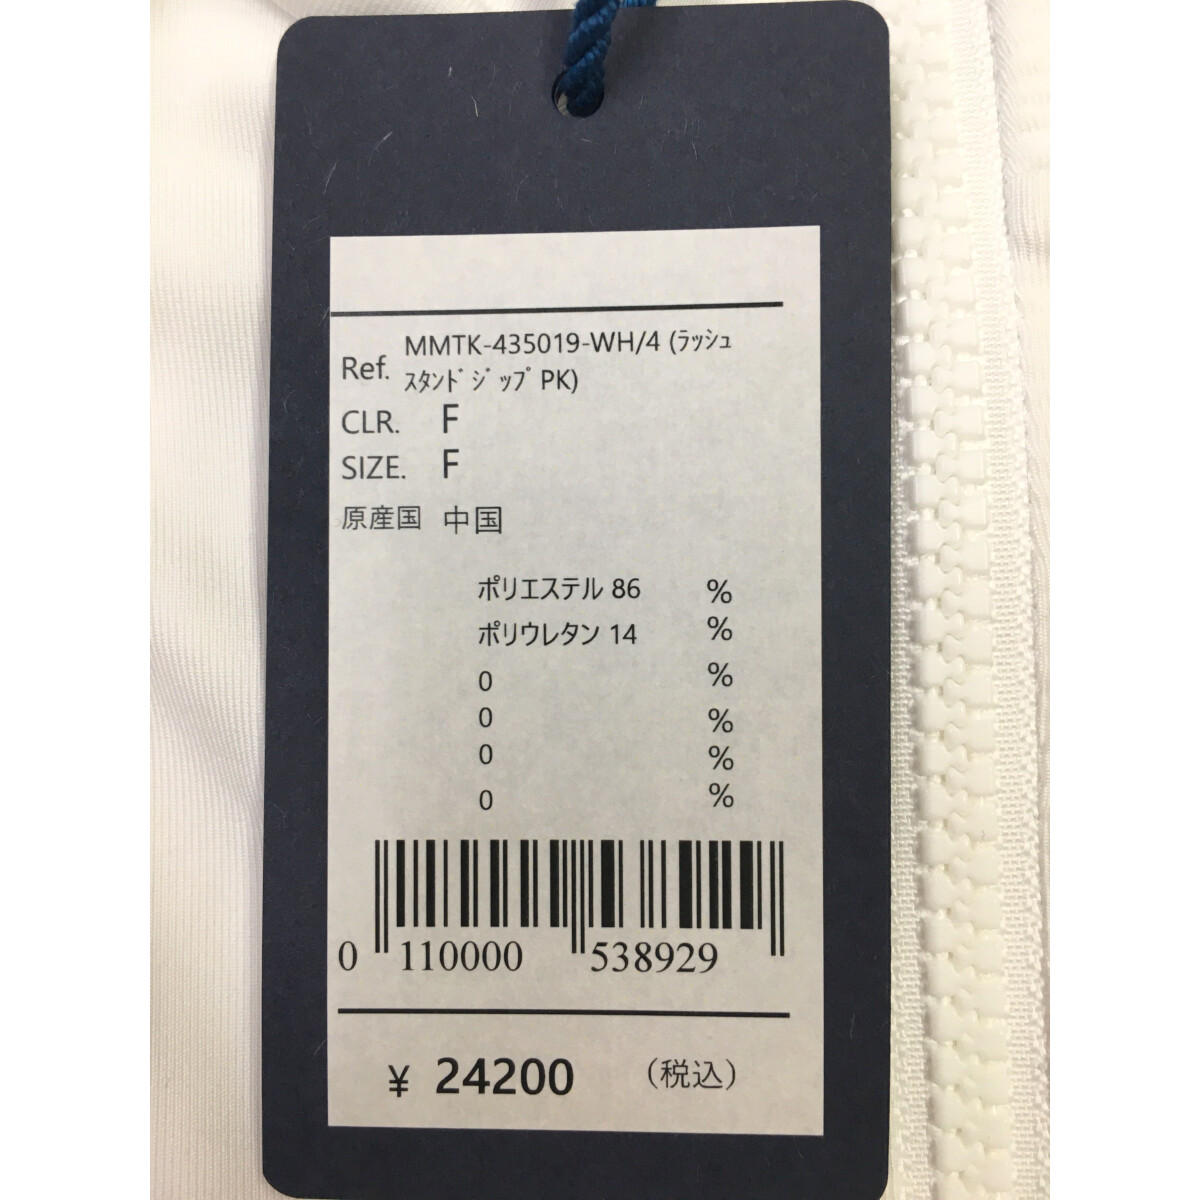 Ref. MMTK-435019-WH/4 (ﾗｯｼｭ
ｽﾀﾝﾄﾞｼﾞｯﾌﾟPK)
CLR. F
SIZE. F
原産国 中国
ポリエステル 86 %
ポリウレタン 14 %
0 %
0 %
0 %
0 %
0 110000 538929
¥ 24200 （税込）